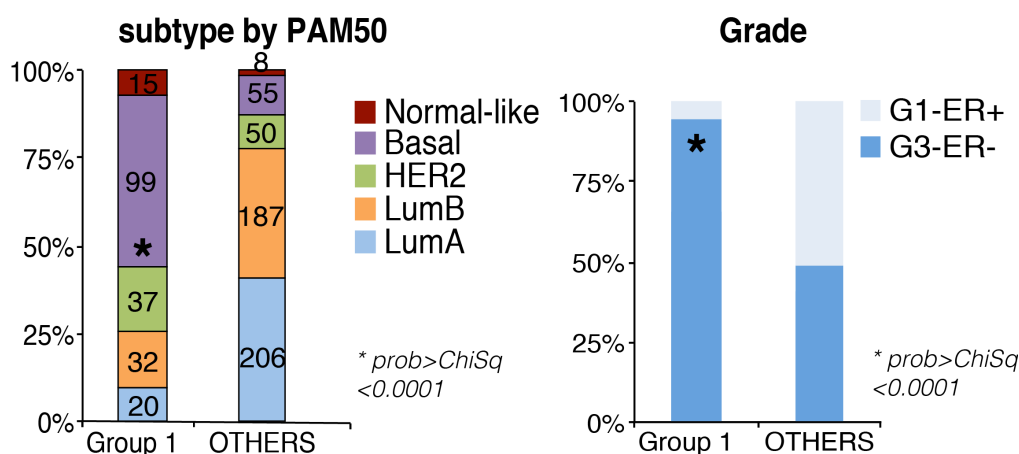 subtype by PAM50
100%
75%
50%
25%
0%
15
99
*
37
32
20
8
55
50
187
206
Group 1
OTHERS
Normal-like
Basal
HER2
LumB
LumA
* prob>ChiSq
<0.0001
Grade
100%
75%
50%
25%
0%
*
Group 1
OTHERS
G1-ER+
G3-ER-
* prob>ChiSq
<0.0001